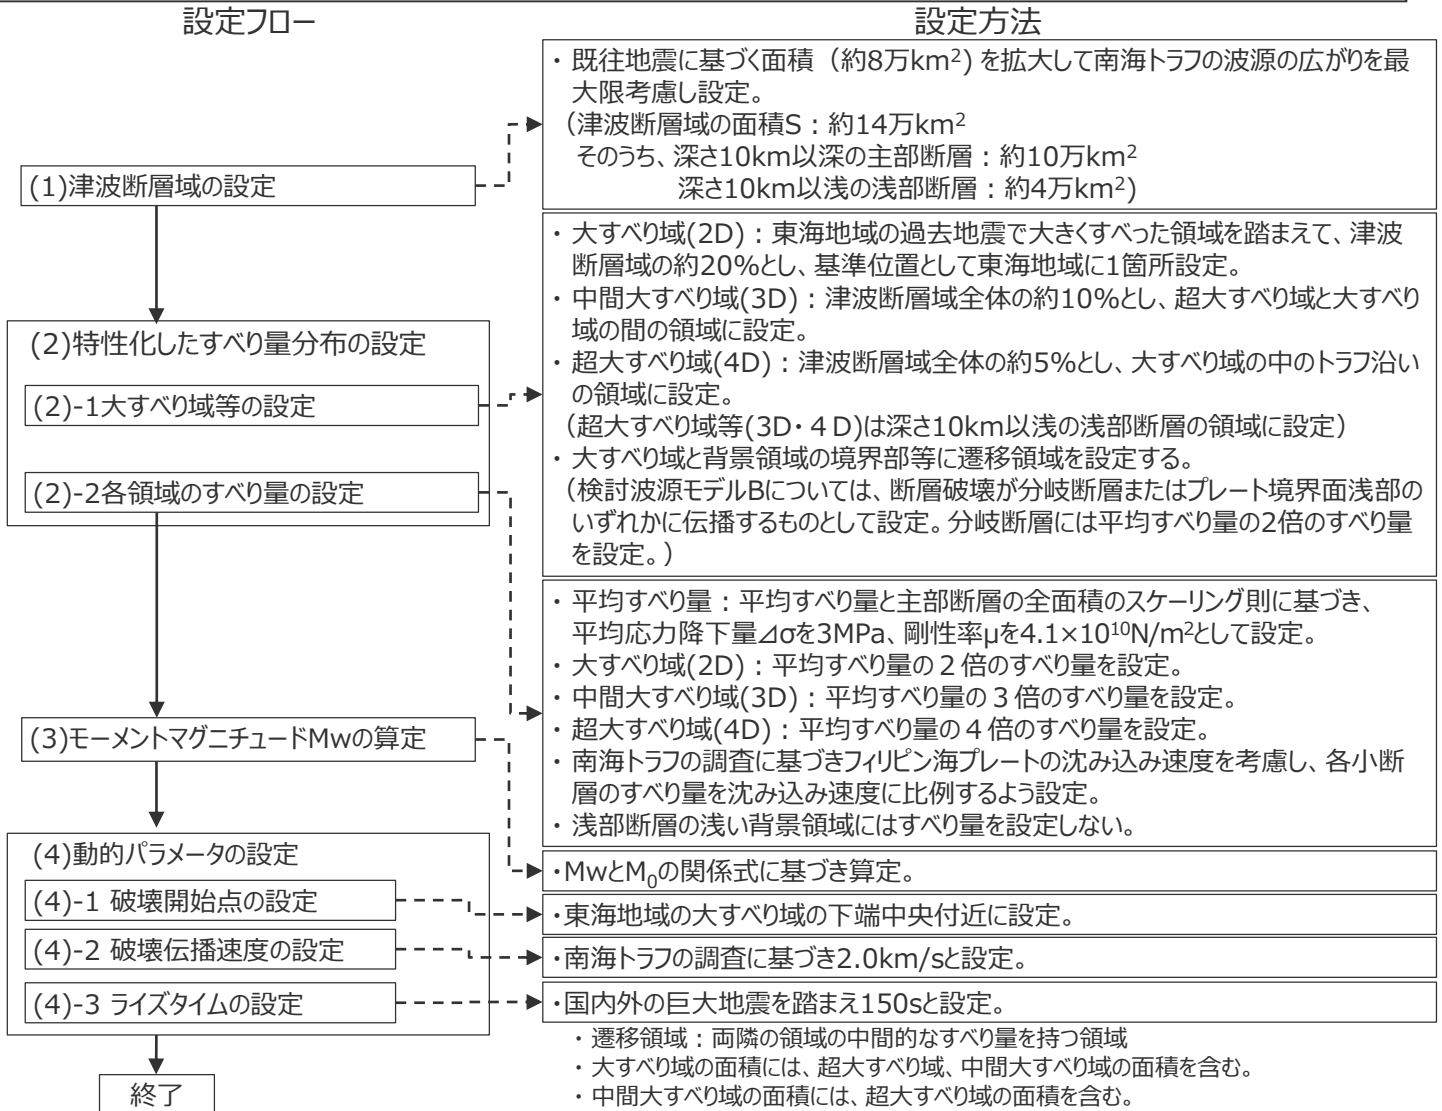 設定フロー
設定方法
(1)津波断層域の設定
・既往地震に基づく面積（約8万km²)を拡大して南海トラフの波源の広がりを最
大限考慮し設定。
（津波断層域の面積S：約14万km²
そのうち、深さ10km以深の主部断層：約10万km²
深さ10km以浅の浅部断層：約4万km²)
(2)特性化したすべり量分布の設定
(2)-1大すべり域等の設定
・大すべり域(2D)：東海地域の過去地震で大きくすべった領域を踏まえて、津波
断層域の約20%とし、基準位置として東海地域に1箇所設定。
・中間大すべり域(3D)：津波断層域全体の約10%とし、超大すべり域と大すべり
域の間の領域に設定。
・超大すべり域(4D)：津波断層域全体の約5%とし、大すべり域の中のトラフ沿い
の領域に設定。
（超大すべり域等(3D・４D)は深さ10km以浅の浅部断層の領域に設定）
・大すべり域と背景領域の境界部等に遷移領域を設定する。
（検討波源モデルBについては、断層破壊が分岐断層またはプレート境界面浅部の
いずれかに伝播するものとして設定。分岐断層には平均すべり量の2倍のすべり量
を設定。）
(2)-2各領域のすべり量の設定
・平均すべり量：平均すべり量と主部断層の全面積のスケーリング則に基づき、
平均応力降下量⊿σを3MPa、剛性率μを4.1×10¹⁰N/m²として設定。
・大すべり域(2D)：平均すべり量の２倍のすべり量を設定。
・中間大すべり域(3D)：平均すべり量の３倍のすべり量を設定。
・超大すべり域(4D)：平均すべり量の４倍のすべり量を設定。
・南海トラフの調査に基づきフィリピン海プレートの沈み込み速度を考慮し、各小断
層のすべり量を沈み込み速度に比例するよう設定。
・浅部断層の浅い背景領域にはすべり量を設定しない。
(3)モーメントマグニチュードMwの算定
・MwとM₀の関係式に基づき算定。
(4)動的パラメータの設定
(4)-1 破壊開始点の設定
・東海地域の大すべり域の下端中央付近に設定。
(4)-2 破壊伝播速度の設定
・南海トラフの調査に基づき2.0km/sと設定。
(4)-3 ライズタイムの設定
・国内外の巨大地震を踏まえ150sと設定。
終了
・遷移領域：両隣の領域の中間的なすべり量を持つ領域
・大すべり域の面積には、超大すべり域、中間大すべり域の面積を含む。
・中間大すべり域の面積には、超大すべり域の面積を含む。